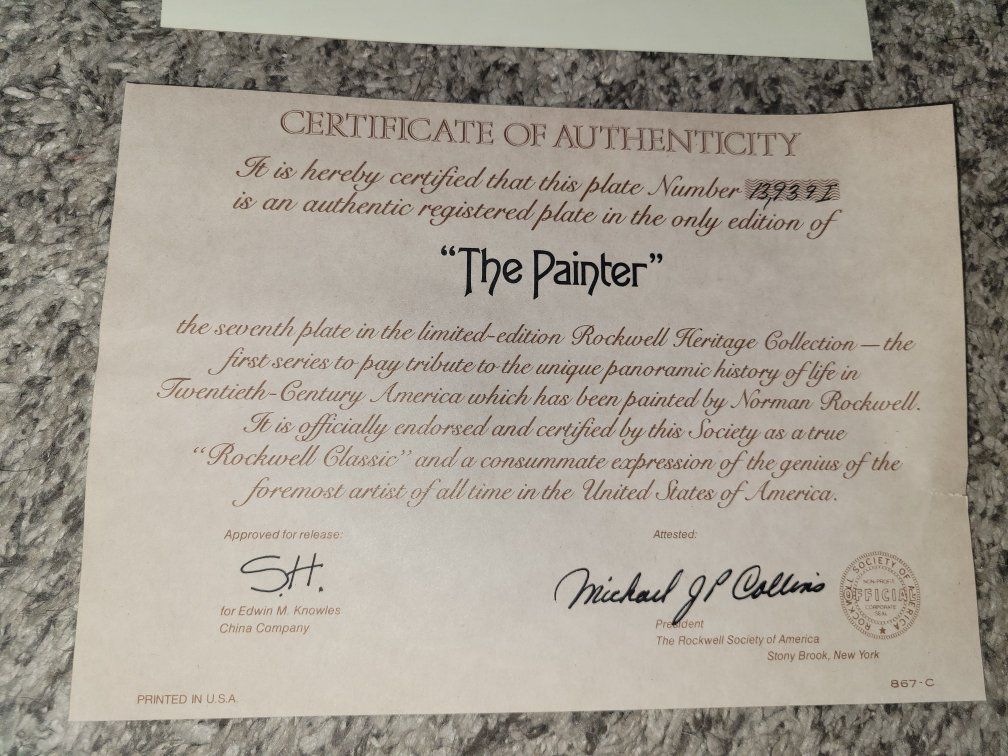 CERTIFICATE OF AUTHENTICITY
It is hereby certified that this plate Number 13,939 I
is an authentic registered plate in the only edition of
“The Painter”
the seventh plate in the limited-edition Rockwell Heritage Collection — the
first series to pay tribute to the unique panoramic history of life in
Twentieth-Century America which has been painted by Norman Rockwell.
It is officially endorsed and certified by this Society as a true
“Rockwell Classic” and a consummate expression of the genius of the
foremost artist of all time in the United States of America.
Approved for release:
Attested:
S.H.
Michael J P Collins
for Edwin M. Knowles
China Company
President
The Rockwell Society of America
Stony Brook, New York
ROCKWELL SOCIETY OF AMERICA
NON-PROFIT
OFFICIAL
CORPORATE
SEAL
PRINTED IN U.S.A.
867-C